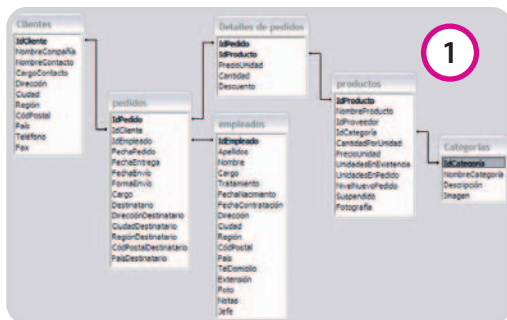 Clientes
IdCliente
NombreCompañía
NombreContacto
CargoContacto
Dirección
Ciudad
Región
CódPostal
País
Teléfono
Fax
pedidos
IdPedido
IdCliente
IdEmpleado
FechaPedido
FechaEntrega
FechaEnvío
FormaEnvío
Cargo
Destinatario
DirecciónDestinatario
CiudadDestinatario
RegiónDestinatario
CódPostalDestinatario
PaísDestinatario
Detalles de pedidos
IdPedido
IdProducto
PrecioUnidad
Cantidad
Descuento
empleados
IdEmpleado
Apellidos
Nombre
Cargo
Tratamiento
FechaNacimiento
FechaContratación
Dirección
Ciudad
Región
CódPostal
País
TelDomicilio
Extensión
Foto
Notas
Jefe
productos
IdProducto
NombreProducto
IdProveedor
IdCategoría
CantidadPorUnidad
PrecioUnidad
UnidadesEnExistencia
UnidadesEnPedido
NivelNuevoPedido
Suspendido
Fotografía
Categorías
IdCategoría
NombreCategoría
Descripción
Imagen
1